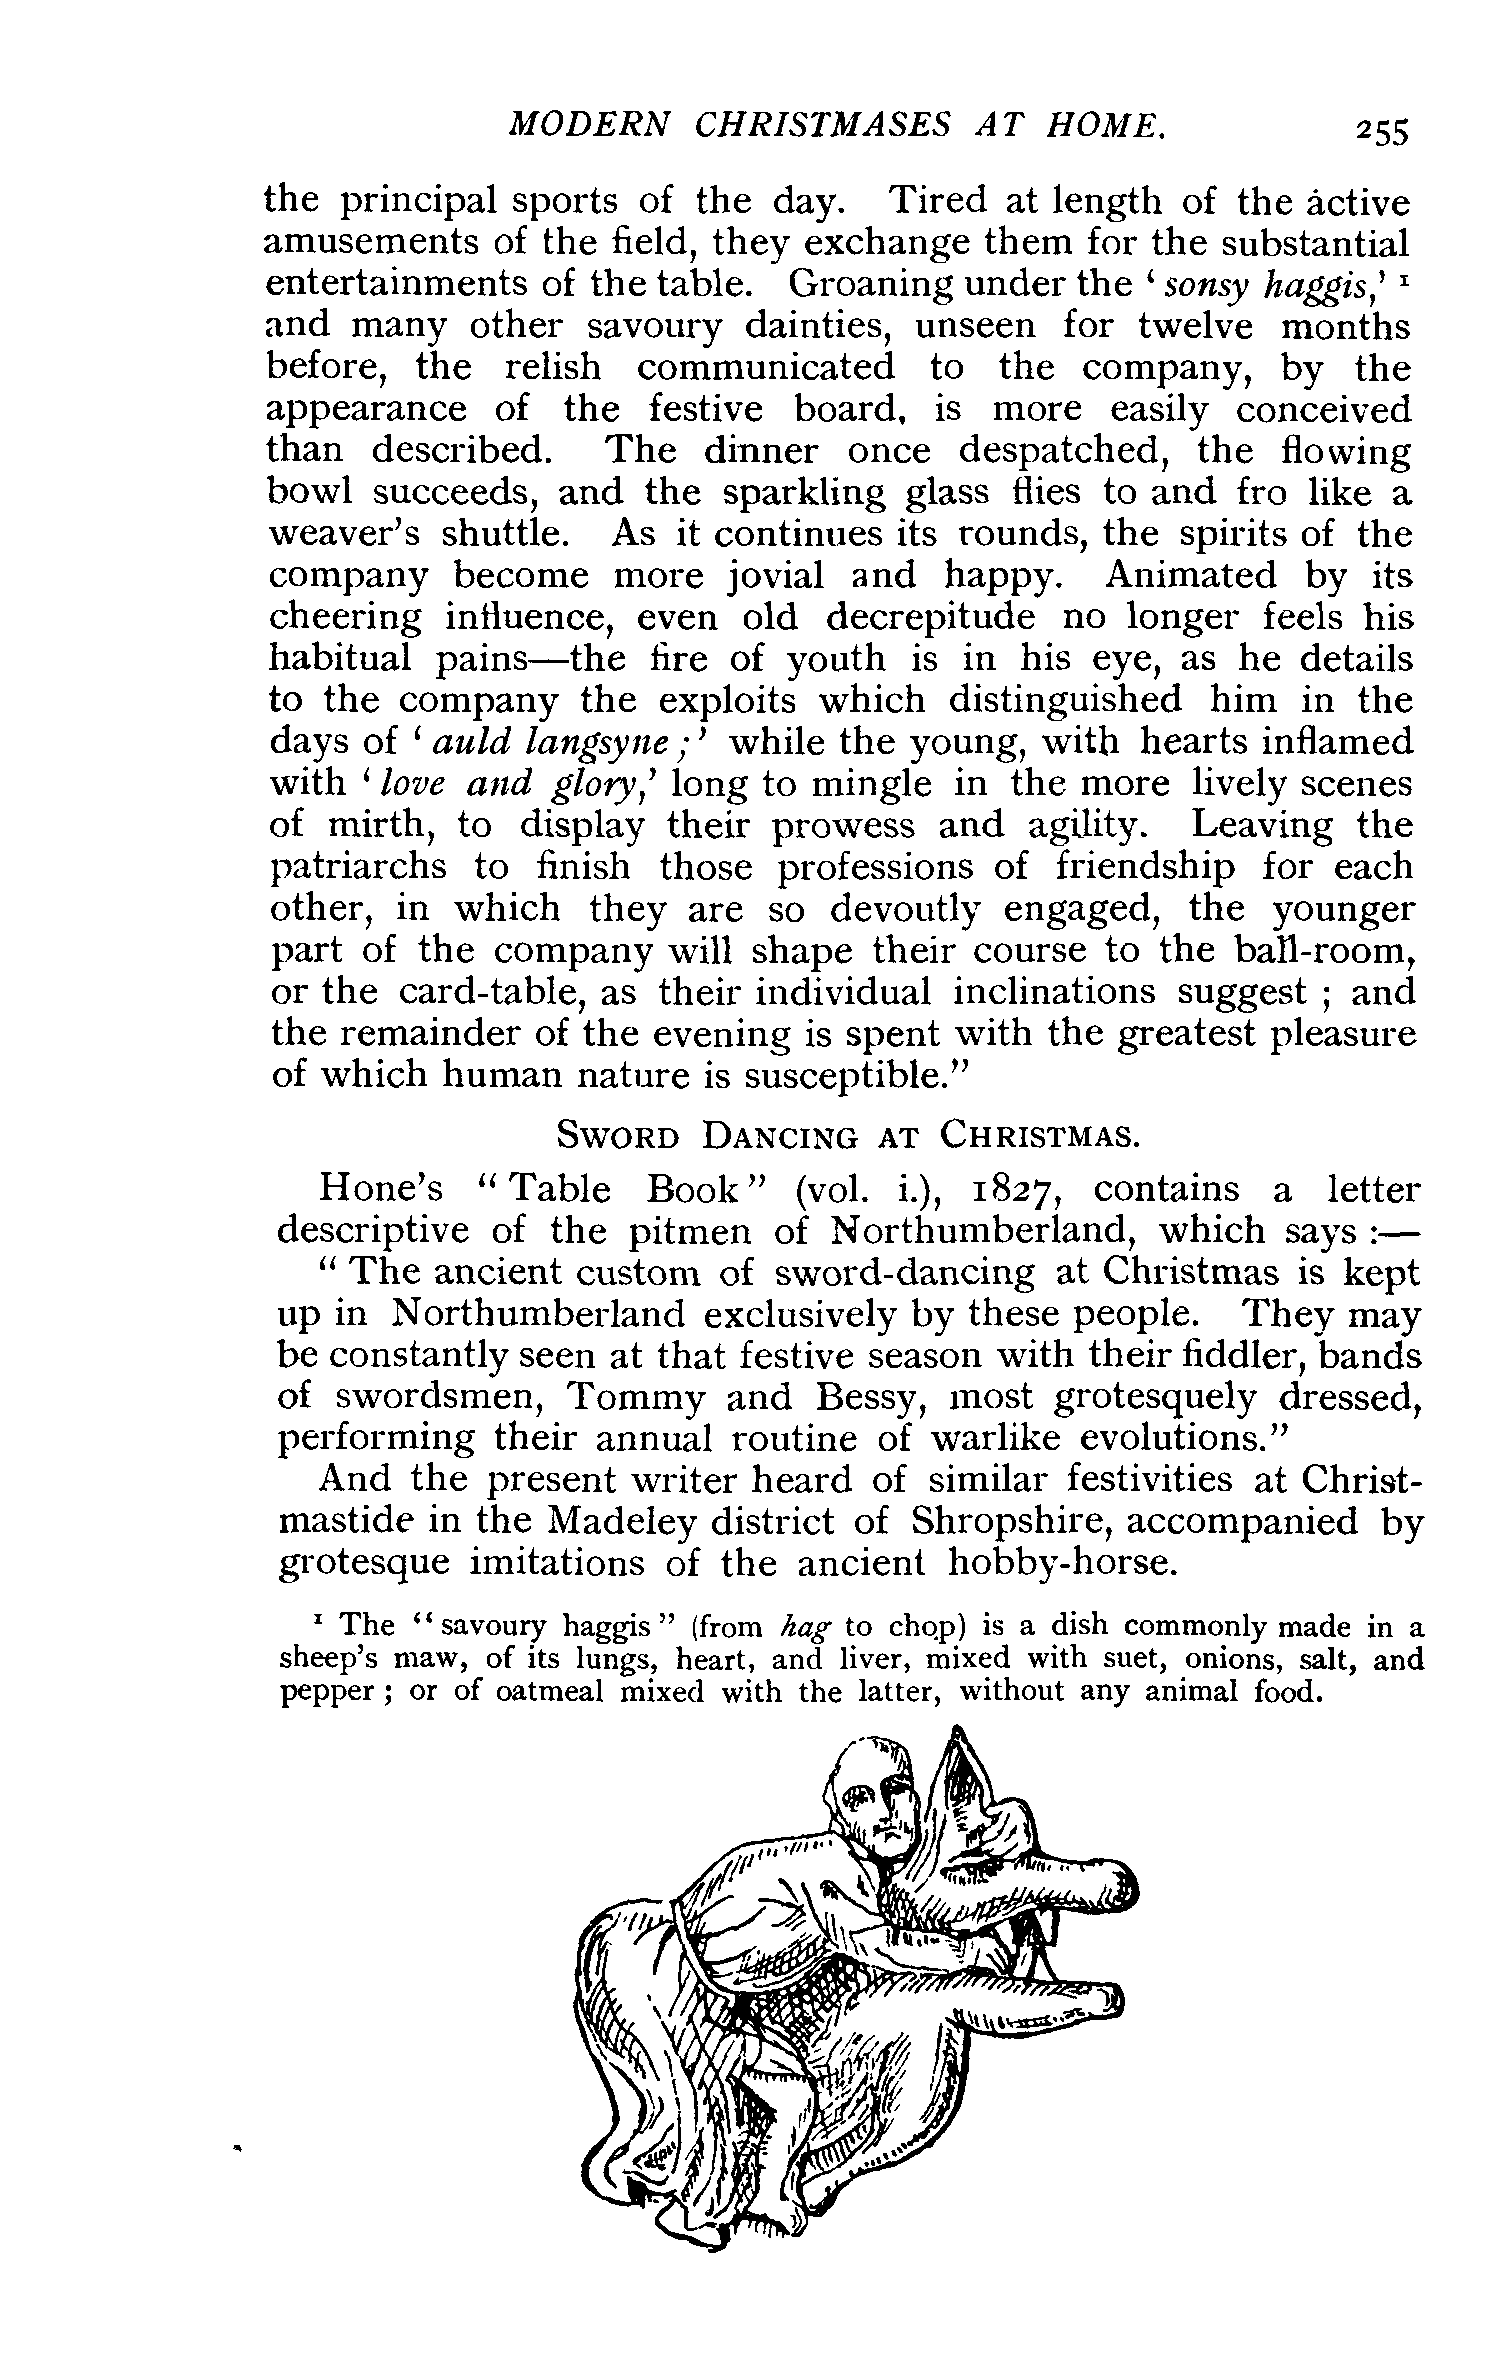 MODERN CHRISTMASES AT HOME. 255
the principal sports of the day. Tired at length of the active
amusements of the field, they exchange them for the substantial
entertainments of the table. Groaning under the ‘ sonsy haggis,’ ¹
and many other savoury dainties, unseen for twelve months
before, the relish communicated to the company, by the
appearance of the festive board, is more easily conceived
than described. The dinner once despatched, the flowing
bowl succeeds, and the sparkling glass flies to and fro like a
weaver’s shuttle. As it continues its rounds, the spirits of the
company become more jovial and happy. Animated by its
cheering influence, even old decrepitude no longer feels his
habitual pains—the fire of youth is in his eye, as he details
to the company the exploits which distinguished him in the
days of ‘ auld langsyne ; ’ while the young, with hearts inflamed
with ‘ love and glory,’ long to mingle in the more lively scenes
of mirth, to display their prowess and agility. Leaving the
patriarchs to finish those professions of friendship for each
other, in which they are so devoutly engaged, the younger
part of the company will shape their course to the ball-room,
or the card-table, as their individual inclinations suggest ; and
the remainder of the evening is spent with the greatest pleasure
of which human nature is susceptible.”
SWORD DANCING AT CHRISTMAS.
Hone’s “ Table Book ” (vol. i.), 1827, contains a letter
descriptive of the pitmen of Northumberland, which says :—
“ The ancient custom of sword-dancing at Christmas is kept
up in Northumberland exclusively by these people. They may
be constantly seen at that festive season with their fiddler, bands
of swordsmen, Tommy and Bessy, most grotesquely dressed,
performing their annual routine of warlike evolutions.”
And the present writer heard of similar festivities at Christ-
mastide in the Madeley district of Shropshire, accompanied by
grotesque imitations of the ancient hobby-horse.
¹ The “ savoury haggis ” (from hag to chop) is a dish commonly made in a
sheep’s maw, of its lungs, heart, and liver, mixed with suet, onions, salt, and
pepper ; or of oatmeal mixed with the latter, without any animal food.